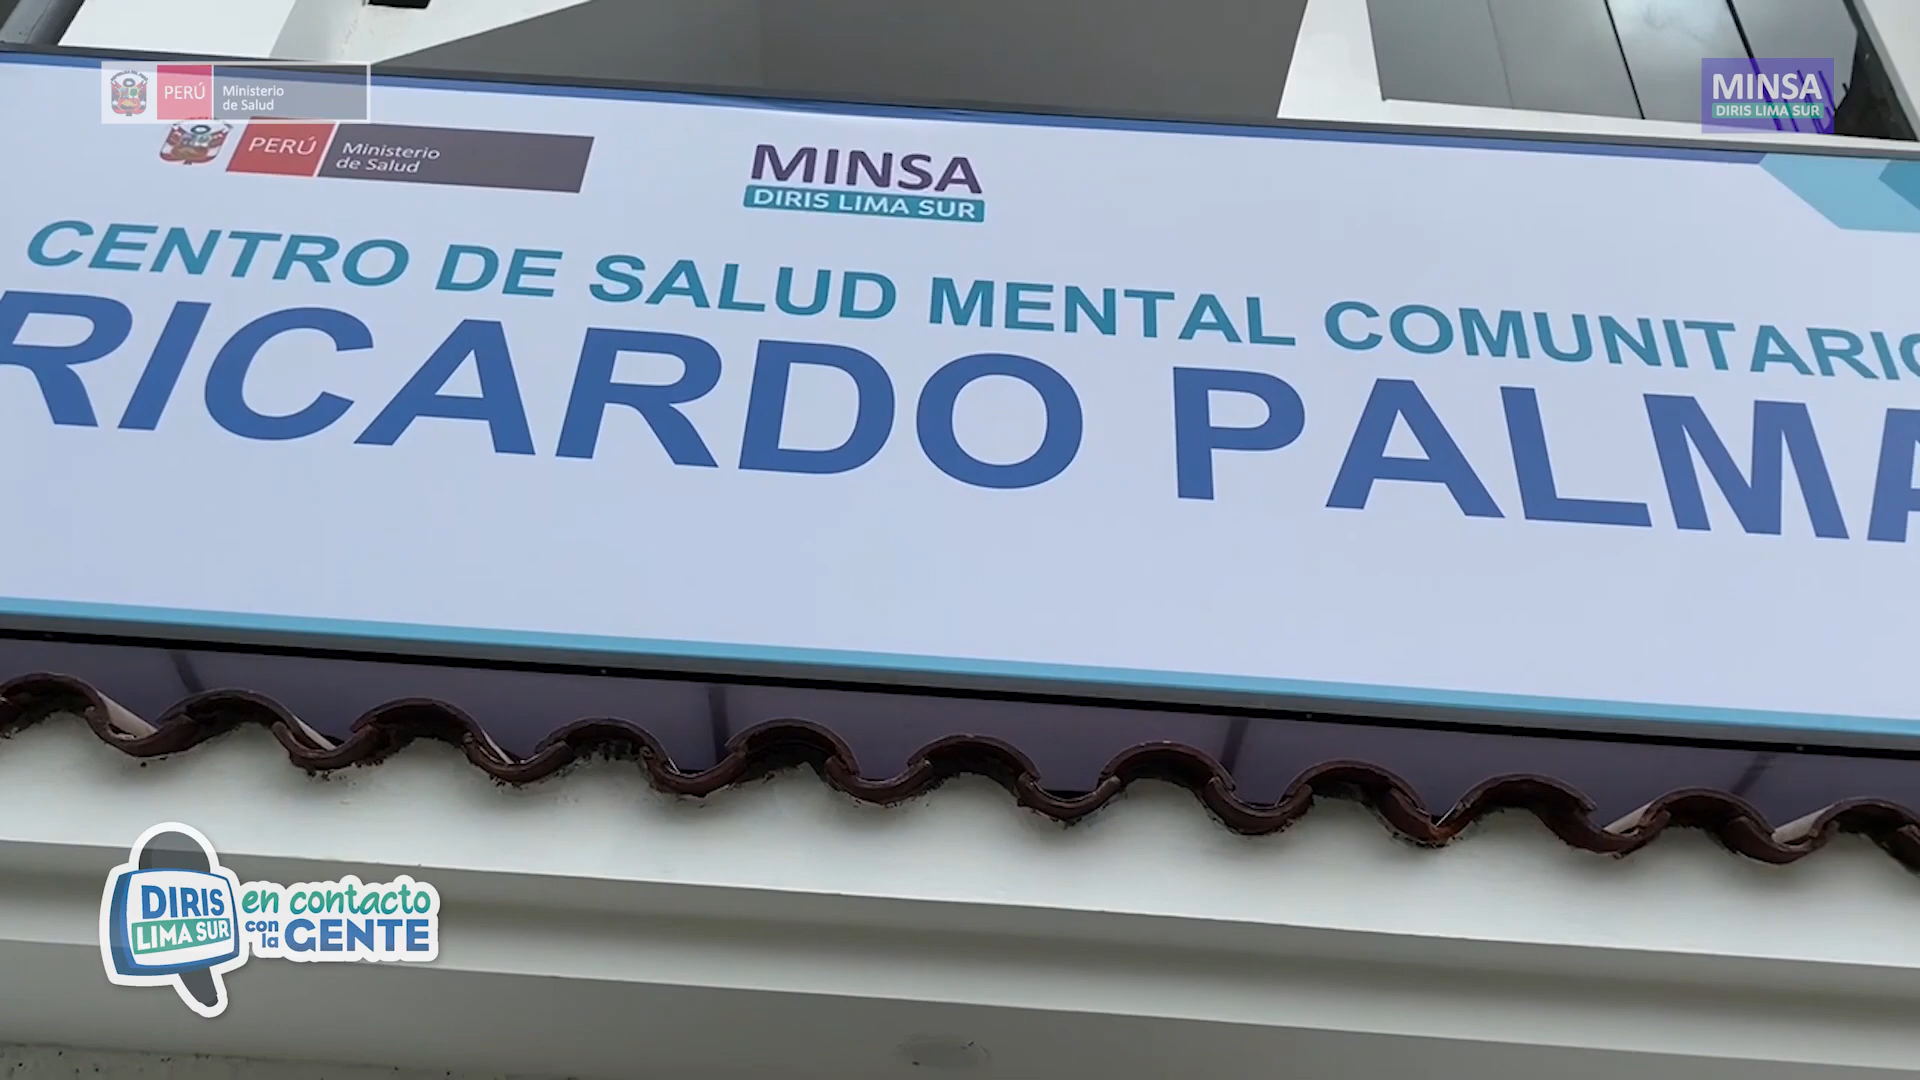 PERÚ Ministerio de Salud
MINSA
DIRIS LIMA SUR
PERÚ Ministerio de Salud
MINSA
DIRIS LIMA SUR
CENTRO DE SALUD MENTAL COMUNITARIO
RICARDO PALMA
DIRIS LIMA SUR
en contacto
con la GENTE